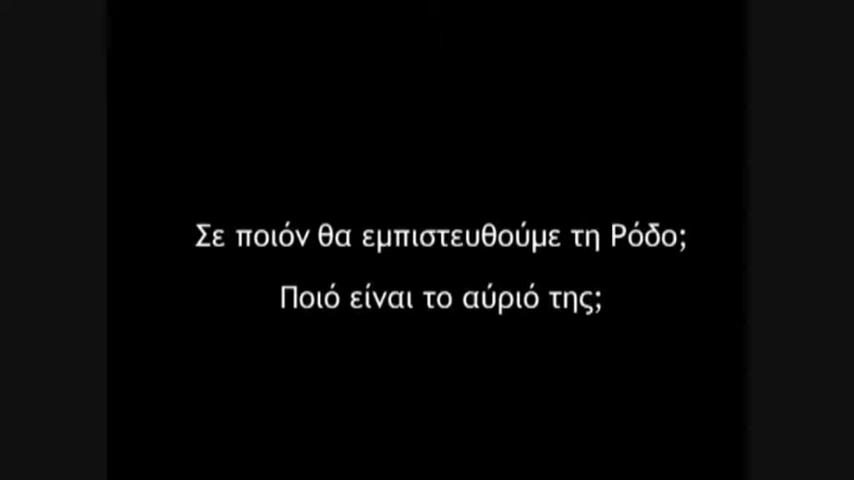 Σε ποιόν θα εμπιστευθούμε τη Ρόδο;
Ποιό είναι το αύριό της;